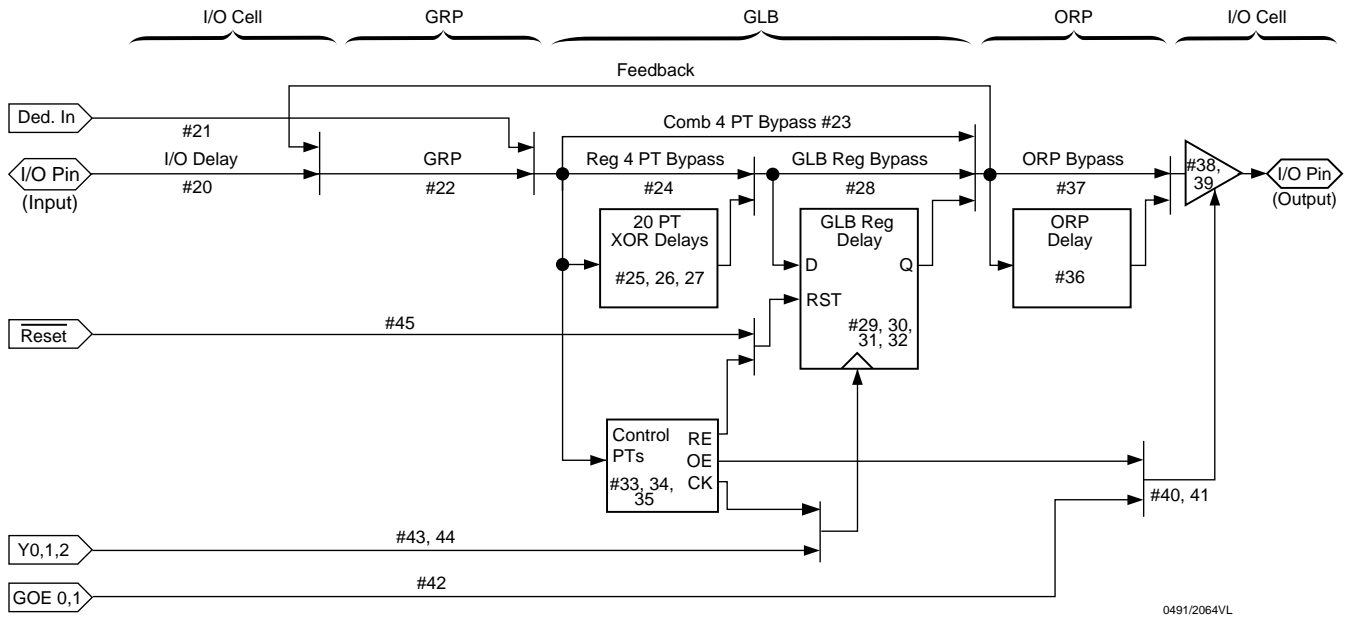 I/O Cell
GRP
GLB
ORP
I/O Cell
Feedback
Ded. In
#21
Comb 4 PT Bypass #23
I/O Pin
(Input)
I/O Delay
#20
GRP
#22
Reg 4 PT Bypass
#24
GLB Reg Bypass
#28
ORP Bypass
#37
#38,
39
I/O Pin
(Output)
20 PT
XOR Delays
#25, 26, 27
GLB Reg
Delay
D
Q
RST
#29, 30,
31, 32
ORP
Delay
#36
Reset
#45
Control
PTs
RE
OE
CK
#33, 34,
35
#40, 41
Y0,1,2
#43, 44
GOE 0,1
#42
0491/2064VL